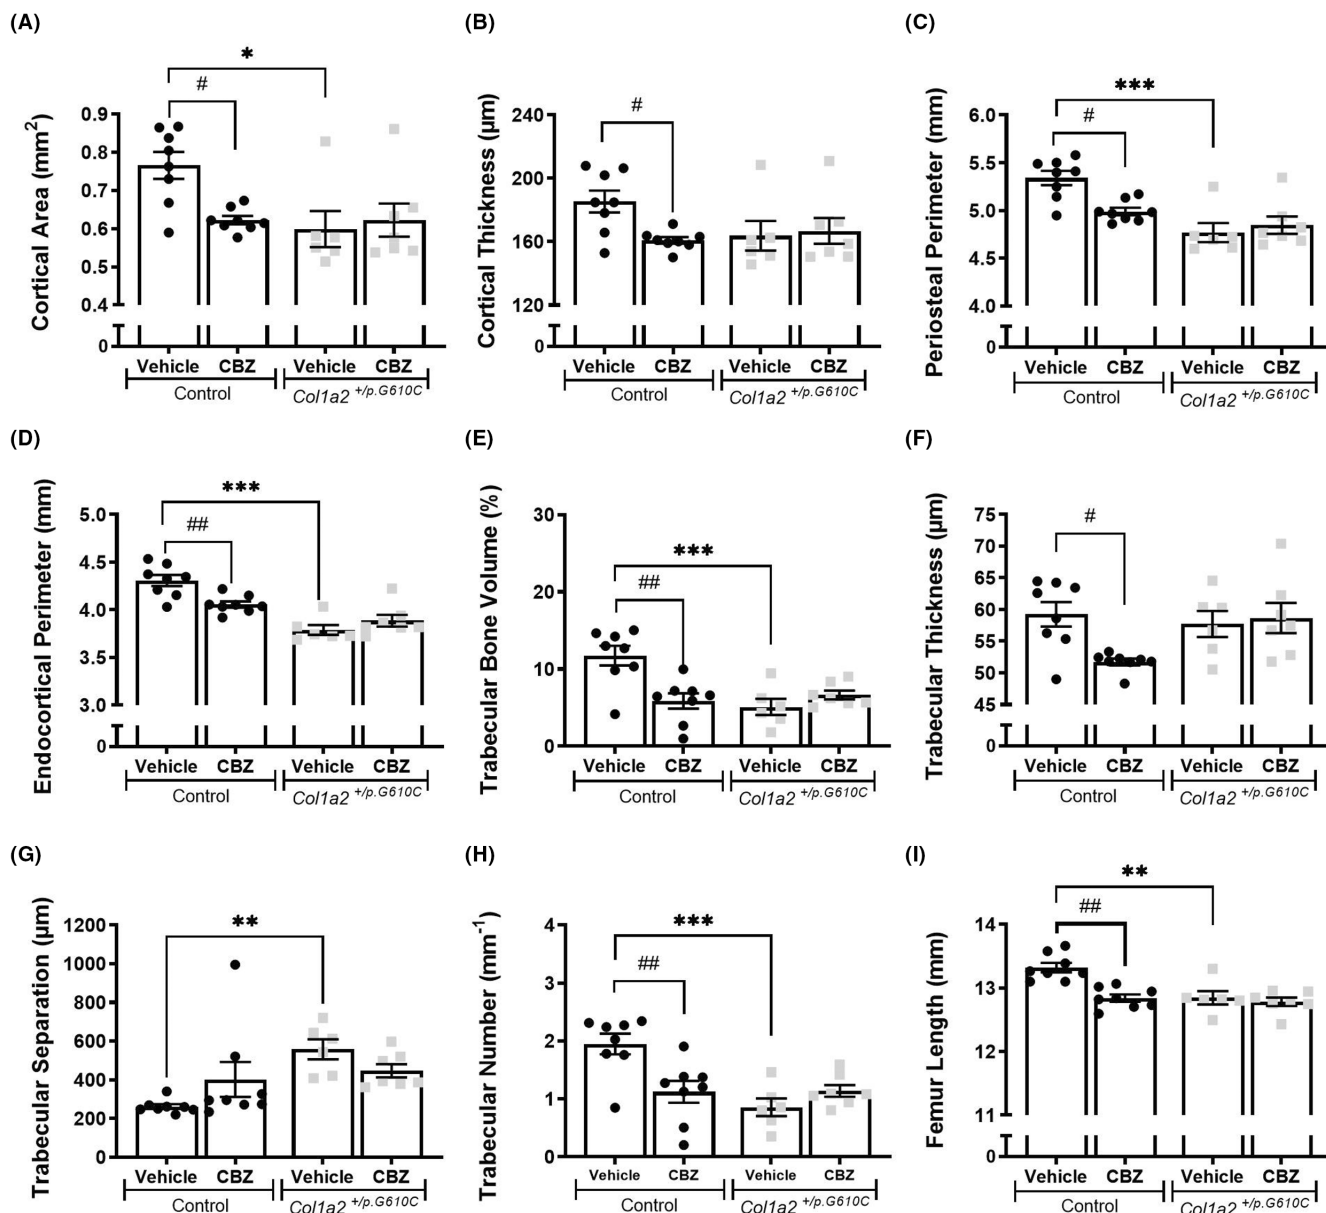 (A)
Cortical Area (mm²)
*
#
0.9
0.8
0.7
0.6
0.5
0.4
0
Vehicle CBZ Vehicle CBZ
Control Col1a2 +/p.G610C
(B)
Cortical Thickness (µm)
#
240
200
160
120
0
Vehicle CBZ Vehicle CBZ
Control Col1a2 +/p.G610C
(C)
Periosteal Perimeter (mm)
***
#
6.0
5.5
5.0
4.5
4.0
0
Vehicle CBZ Vehicle CBZ
Control Col1a2 +/p.G610C
(D)
Endocortical Perimeter (mm)
***
##
5.0
4.5
4.0
3.5
3.0
0
Vehicle CBZ Vehicle CBZ
Control Col1a2 +/p.G610C
(E)
Trabecular Bone Volume (%)
***
##
30
20
10
0
Vehicle CBZ Vehicle CBZ
Control Col1a2 +/p.G610C
(F)
Trabecular Thickness (µm)
#
75
70
65
60
55
50
45
0
Vehicle CBZ Vehicle CBZ
Control Col1a2 +/p.G610C
(G)
Trabecular Separation (µm)
**
1200
1000
800
600
400
200
0
Vehicle CBZ Vehicle CBZ
Control Col1a2 +/p.G610C
(H)
Trabecular Number (mm⁻¹)
***
##
4
3
2
1
0
Vehicle CBZ Vehicle CBZ
Control Col1a2 +/p.G610C
(I)
Femur Length (mm)
**
##
14
13
12
11
0
Vehicle CBZ Vehicle CBZ
Control Col1a2 +/p.G610C